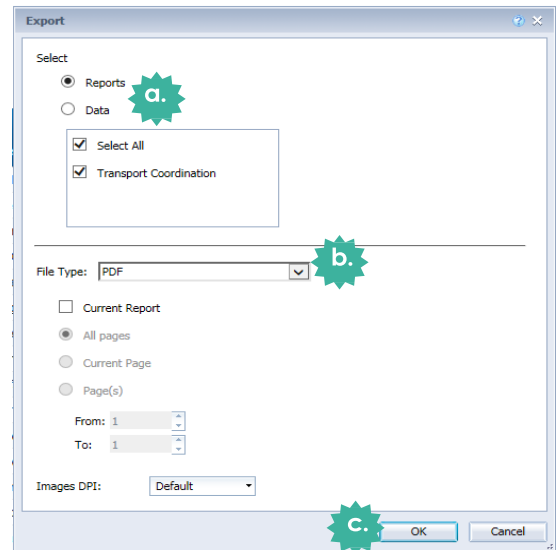 Export
Select
Reports
a.
Data
Select All
Transport Coordination
b.
File Type: PDF
Current Report
All pages
Current Page
Page(s)
From: 1
To: 1
Images DPI: Default
c.
OK Cancel